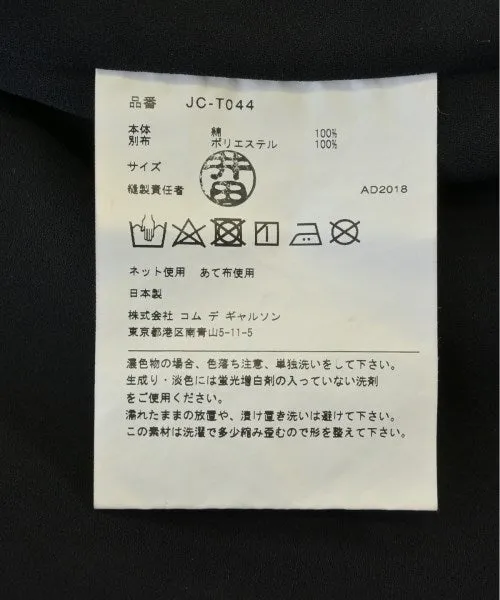 品番 JC-T044
本体 綿 100%
別布 ポリエステル 100%
サイズ
縫製責任者 井田 AD2018
ネット使用 あて布使用
日本製
株式会社 コム デ ギャルソン
東京都港区南青山5-11-5
濃色物の場合、色落ち注意、単独洗いをして下さい。
生成り・淡色には蛍光増白剤の入っていない洗剤
をご使用ください。
濡れたままの放置や、漬け置き洗いは避けて下さい。
この素材は洗濯で多少縮み歪むので形を整えて下さい。